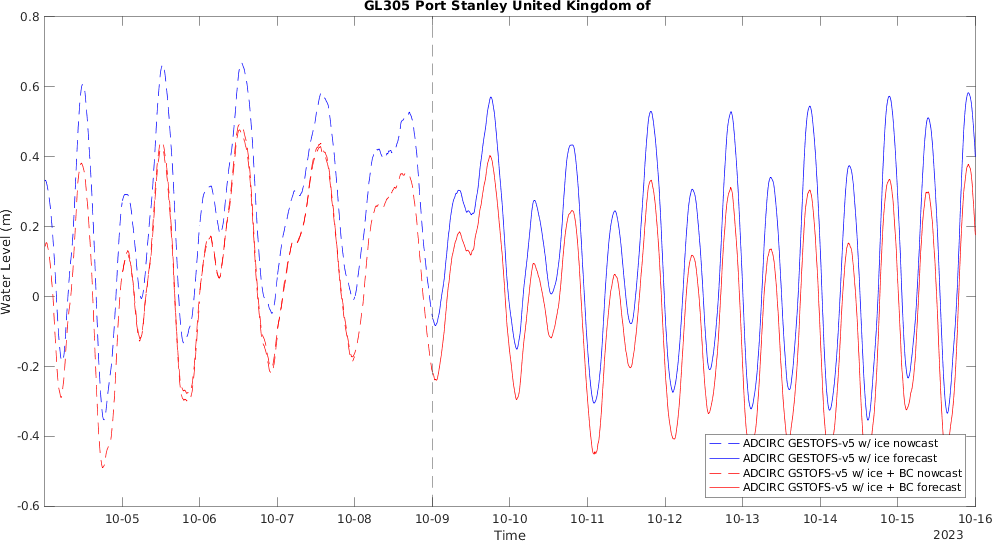 GL305 Port Stanley United Kingdom of
Water Level (m)
0.8
0.6
0.4
0.2
0
-0.2
-0.4
-0.6
ADCIRC GESTOFS-v5 w/ ice nowcast
ADCIRC GESTOFS-v5 w/ ice forecast
ADCIRC GSTOFS-v5 w/ ice + BC nowcast
ADCIRC GSTOFS-v5 w/ ice + BC forecast
10-05 10-06 10-07 10-08 10-09 10-10 10-11 10-12 10-13 10-14 10-15 10-16
Time
2023